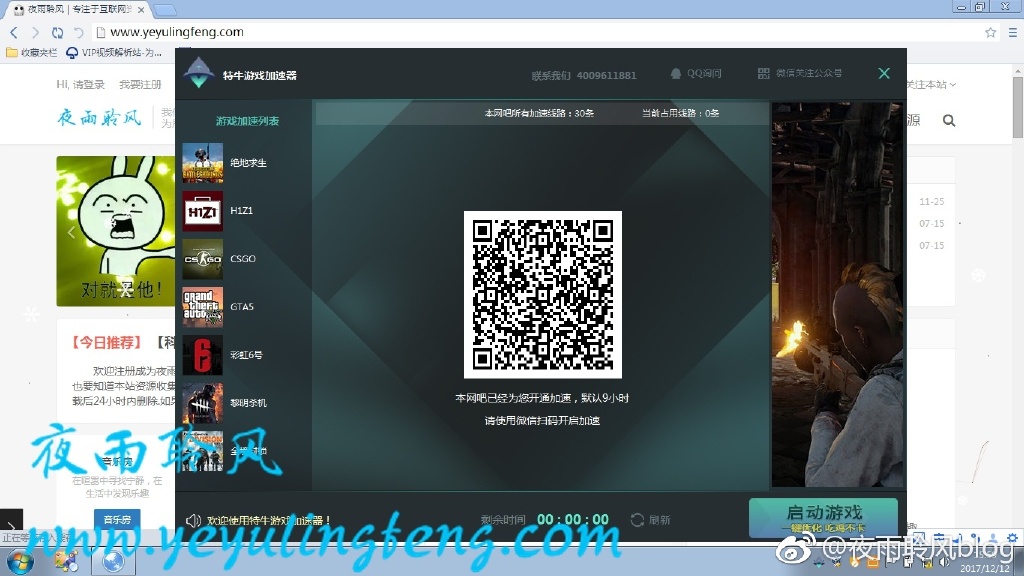 夜雨聆风 | 专注于互联网
www.yeyulingfeng.com
收藏夹栏 VIP视频解析站-为...
Hi, 请登录 我要注册
关注本站
夜雨聆风
特牛游戏加速器
联系我们 4009611881
QQ询问
微信关注公众号
游戏加速列表
本网吧所有加速线路：30条
当前占用线路：0条
绝地求生
H1Z1
CSGO
GTA5
彩虹6号
黎明杀机
H1Z1
CS GO
grand theft auto
6
对就是他!
11-25
07-15
07-15
【今日推荐】
欢迎注册成为夜雨
也要知道本站资源收集
载后24小时内删除.如
本网吧已经为您开通加速，默认9小时
请使用微信扫码开启加速
夜雨聆风
音乐房
在喧嚣中寻找宁静，在
生活中发现乐趣
音乐房
欢迎使用特牛游戏加速器！
剩余时间 00:00:00 刷新
启动游戏
一键优化 吃鸡不卡
www.yeyulingfeng.com
@夜雨聆风blog
2017/12/12